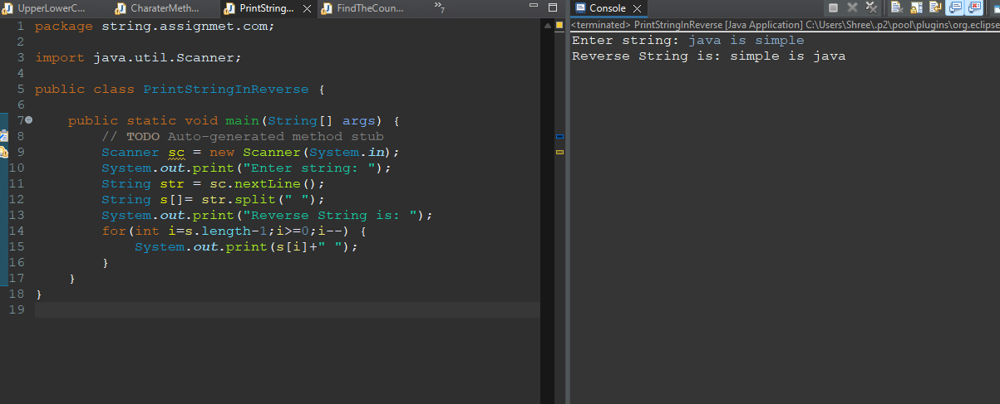 UpperLowerC... CharaterMeth... PrintString... FindTheCoun... »7
1 package string.assignmet.com;
2
3 import java.util.Scanner;
4
5 public class PrintStringInReverse {
6
7 public static void main(String[] args) {
8 // TODO Auto-generated method stub
9 Scanner sc = new Scanner(System.in);
10 System.out.print("Enter string: ");
11 String str = sc.nextLine();
12 String s[]= str.split(" ");
13 System.out.print("Reverse String is: ");
14 for(int i=s.length-1;i>=0;i--) {
15 System.out.print(s[i]+" ");
16 }
17 }
18 }
19
Console
<terminated> PrintStringInReverse [Java Application] C:\Users\Shree\.p2\pool\plugins\org.eclipse
Enter string: java is simple
Reverse String is: simple is java